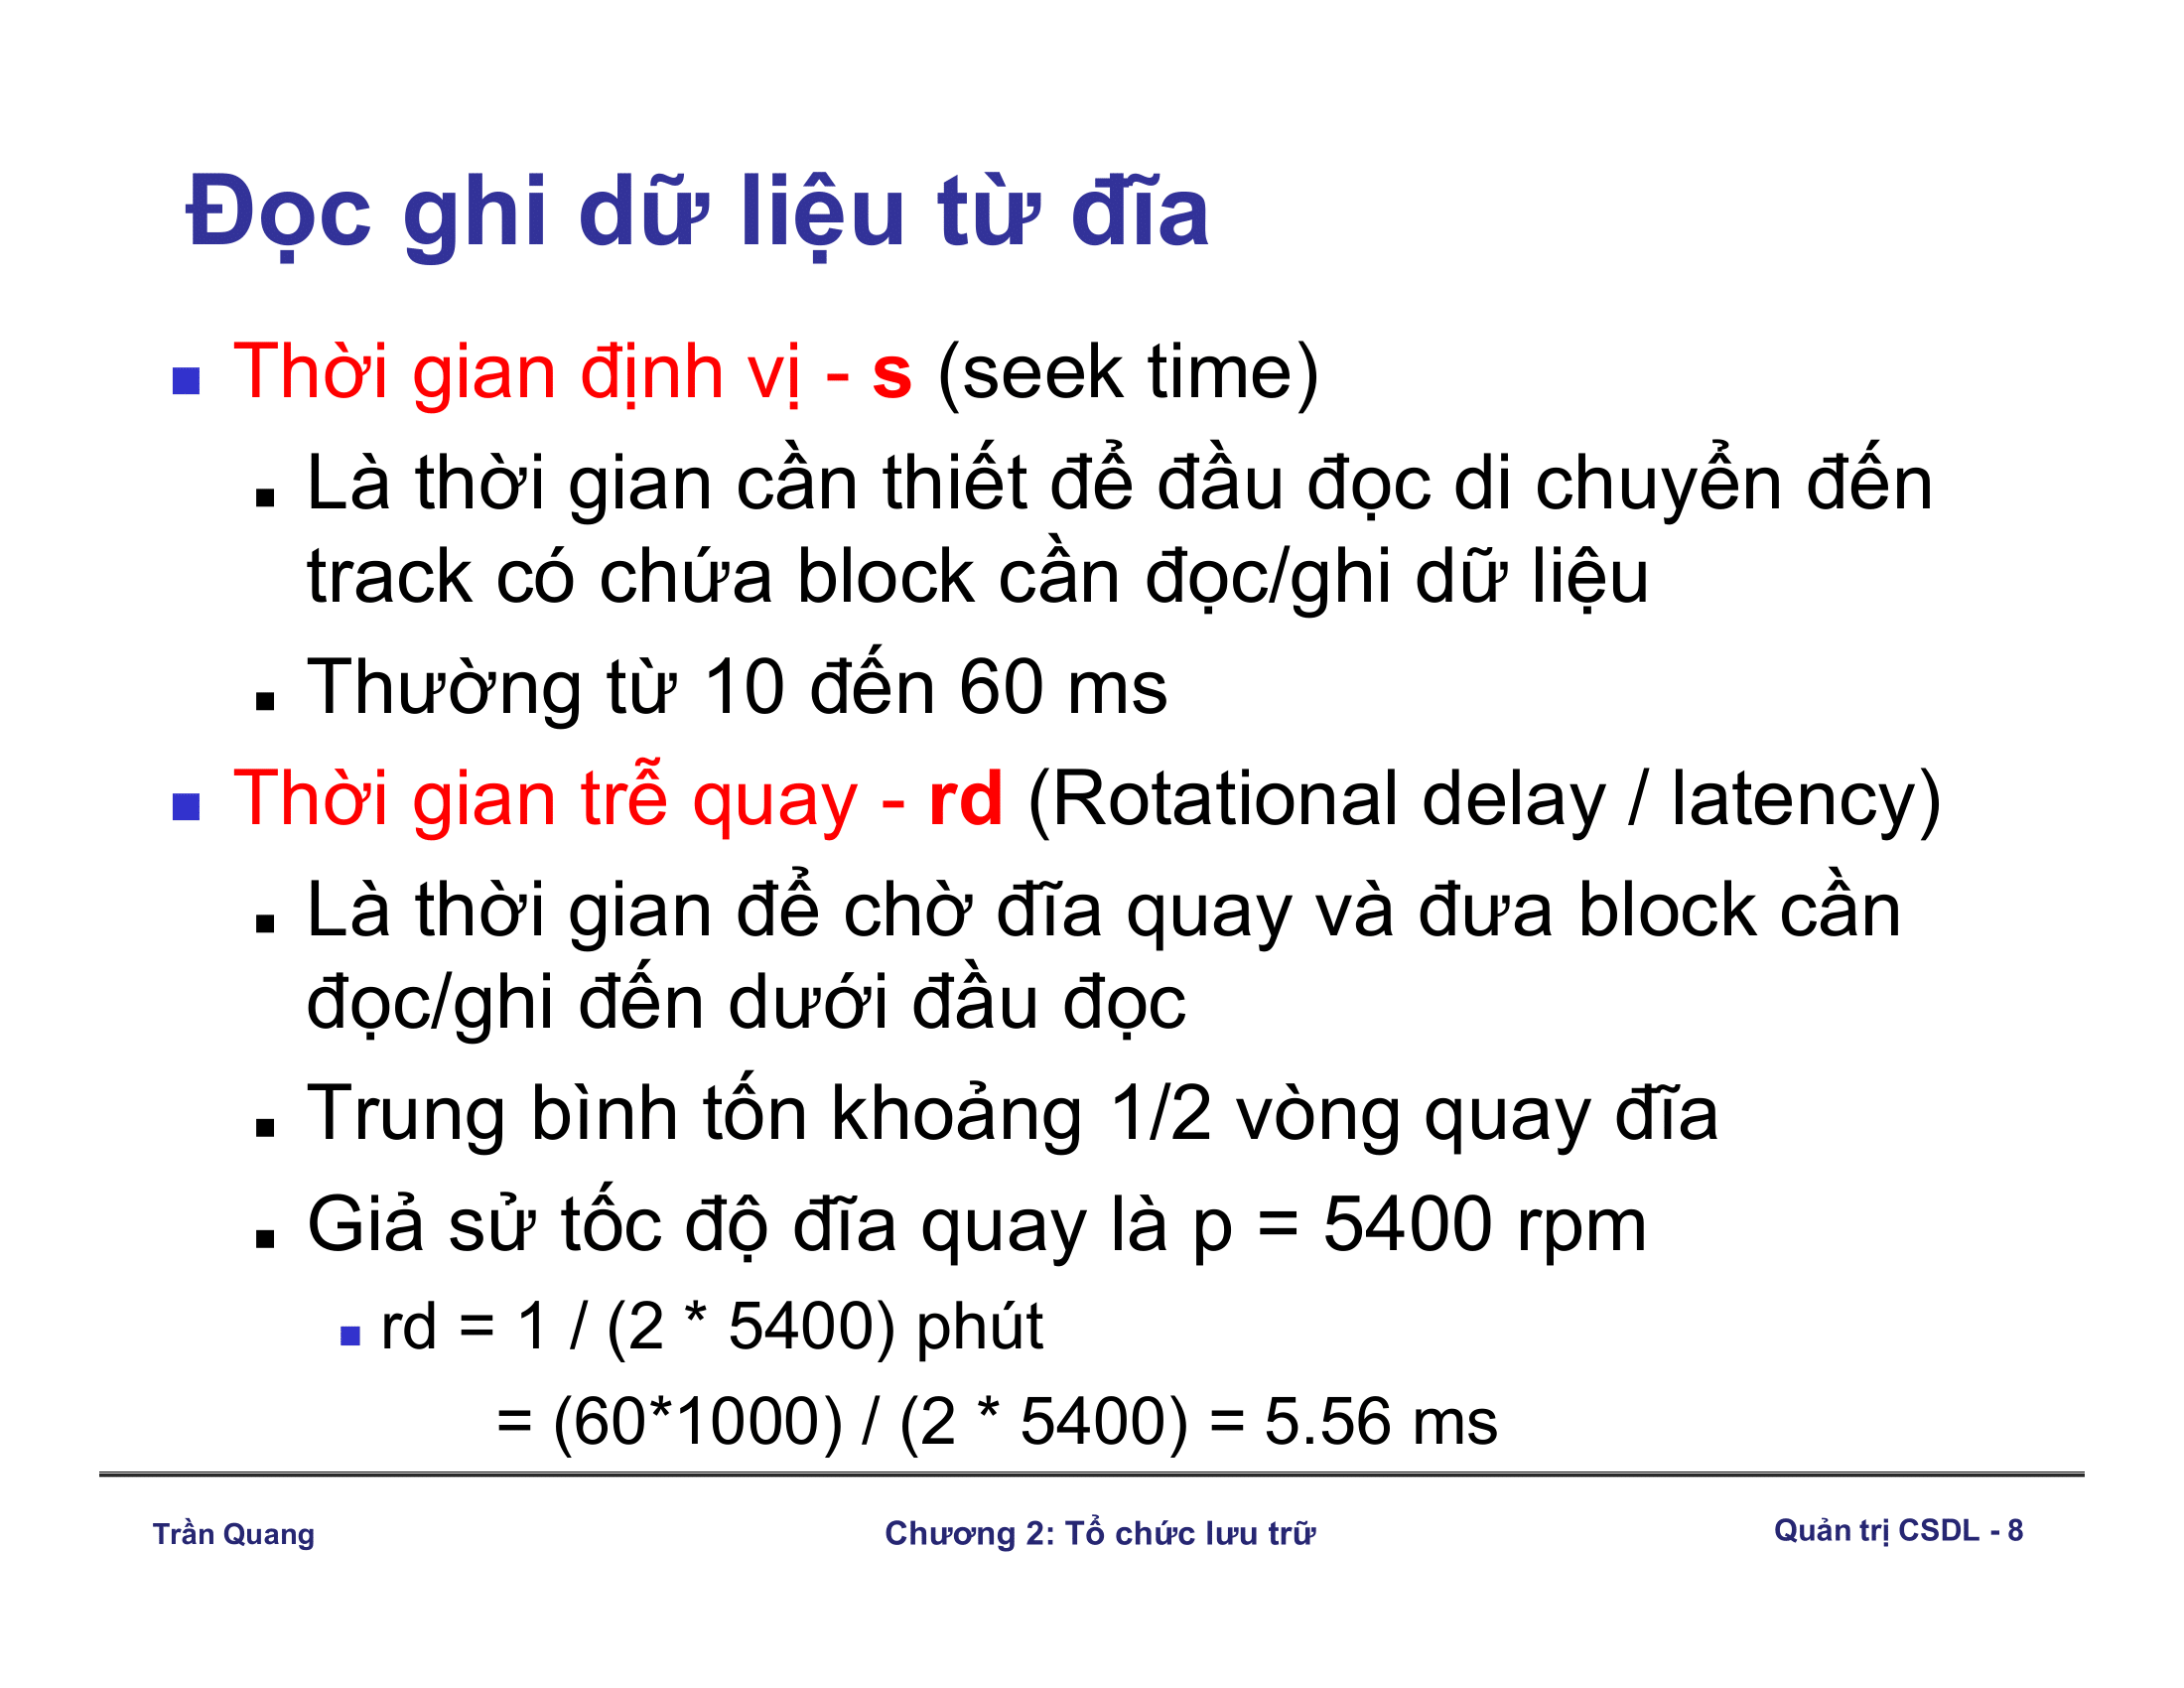 Đọc ghi dữ liệu từ đĩa
Thời gian định vị - s (seek time)
Là thời gian cần thiết để đầu đọc di chuyển đến
track có chứa block cần đọc/ghi dữ liệu
Thường từ 10 đến 60 ms
Thời gian trễ quay - rd (Rotational delay / latency)
Là thời gian để chờ đĩa quay và đưa block cần
đọc/ghi đến dưới đầu đọc
Trung bình tốn khoảng 1/2 vòng quay đĩa
Giả sử tốc độ đĩa quay là p = 5400 rpm
rd = 1 / (2 * 5400) phút
= (60*1000) / (2 * 5400) = 5.56 ms
Trần Quang
Chương 2: Tổ chức lưu trữ
Quản trị CSDL - 8